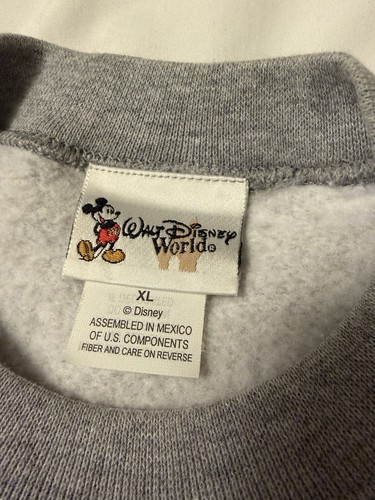 Walt Disney
World®
XL
© Disney
ASSEMBLED IN MEXICO
OF U.S. COMPONENTS
FIBER AND CARE ON REVERSE